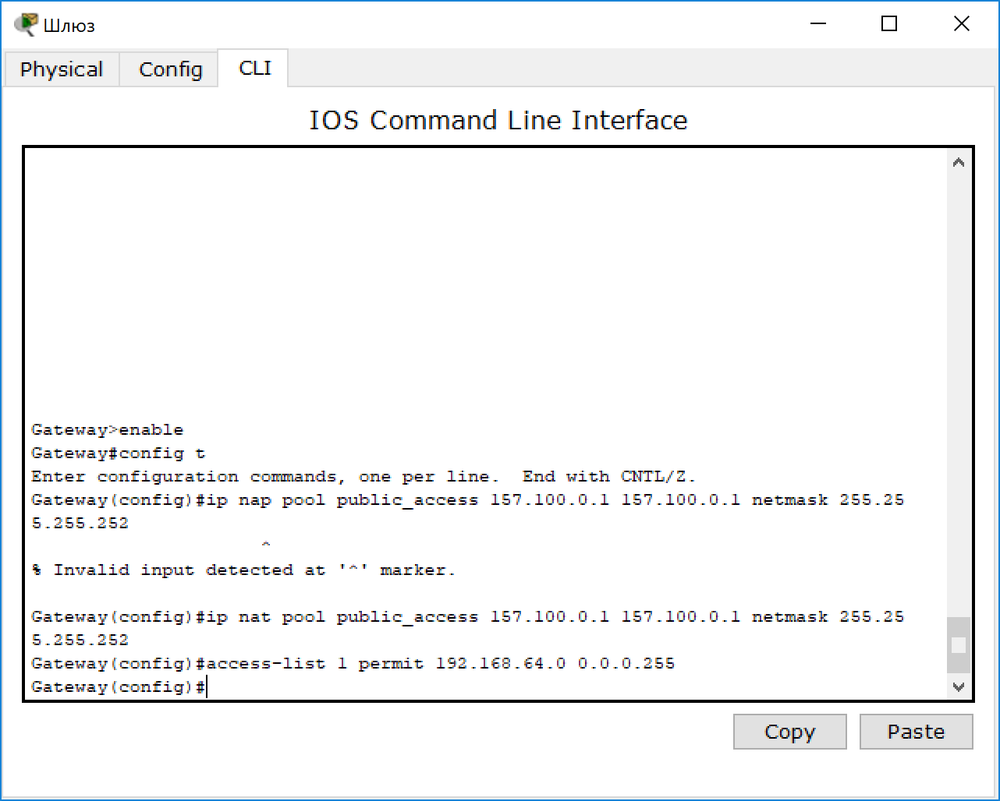 Шлюз
Physical Config CLI
IOS Command Line Interface
Gateway>enable
Gateway#config t
Enter configuration commands, one per line.  End with CNTL/Z.
Gateway(config)#ip nap pool public_access 157.100.0.1 157.100.0.1 netmask 255.25
5.255.252
^
% Invalid input detected at '^' marker.
Gateway(config)#ip nat pool public_access 157.100.0.1 157.100.0.1 netmask 255.25
5.255.252
Gateway(config)#access-list 1 permit 192.168.64.0 0.0.0.255
Gateway(config)#
Copy Paste